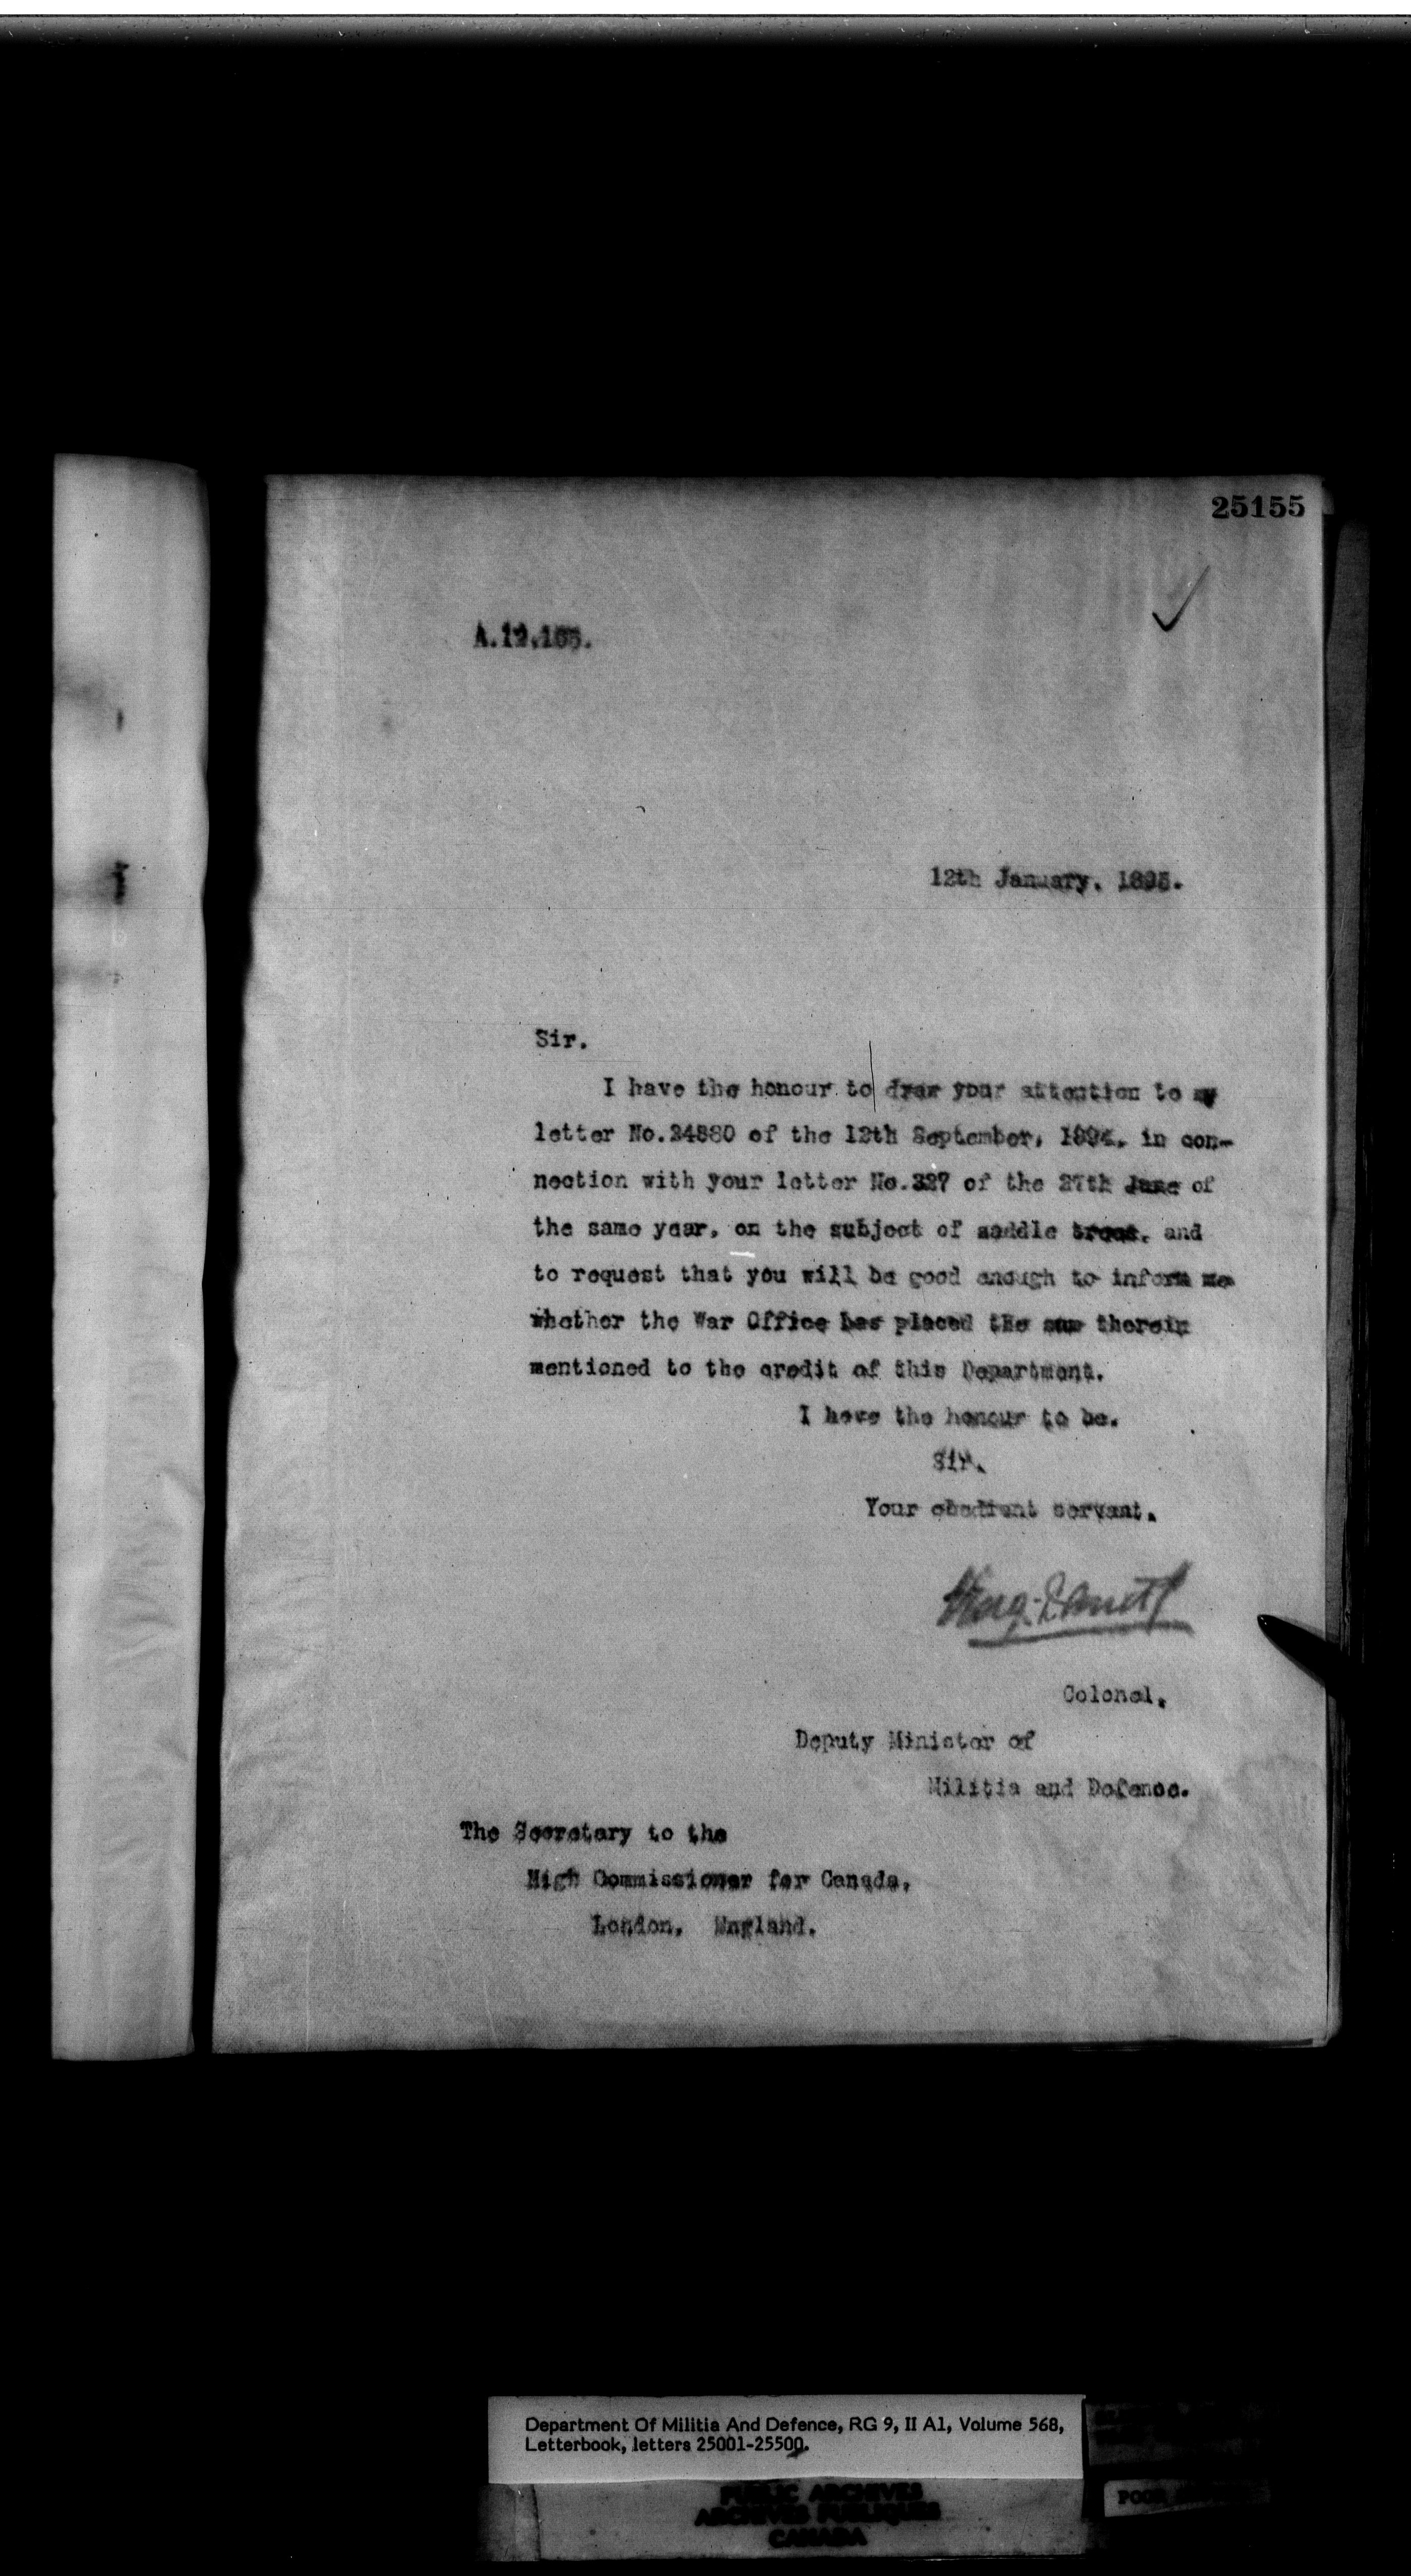 25155
A.12.165.
12th January, 1895.
Sir,
I have the honour to draw your attention to my
letter No.24880 of the 12th September, 1894, in con-
nection with your letter No.327 of the 27th June of
the same year, on the subject of saddle trees, and
to request that you will be good enough to inform me
whether the War Office has placed the sum therein
mentioned to the credit of this Department.
I have the honour to be,
Sir,
Your obedient servant,
Colonel,
Deputy Minister of
Militia and Defence.
The Secretary to the
High Commissioner for Canada,
London, England.
Department Of Militia And Defence, RG 9, II A1, Volume 568,
Letterbook, letters 25001-25500.
PUBLIC ARCHIVES
ARCHIVES PUBLIQUES
CANADA